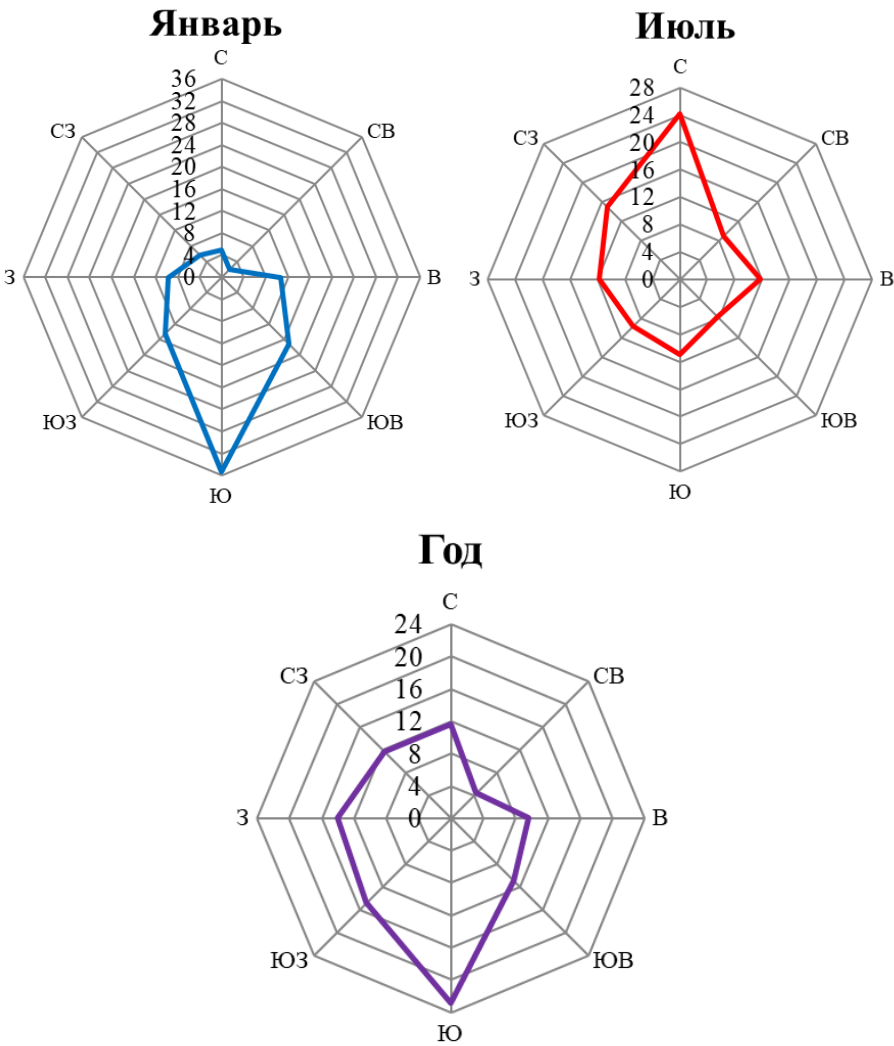 Январь
С
36
32
28
24
20
16
12
8
4
0
СЗ
СВ
З
В
ЮЗ
ЮВ
Ю
Июль
С
28
24
20
16
12
8
4
0
СЗ
СВ
З
В
ЮЗ
ЮВ
Ю
Год
С
24
20
16
12
8
4
0
СЗ
СВ
З
В
ЮЗ
ЮВ
Ю